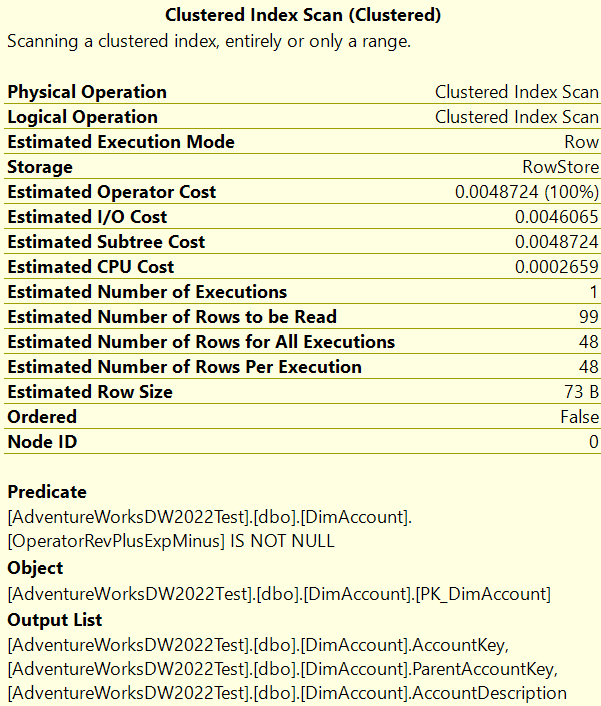 Clustered Index Scan (Clustered)
Scanning a clustered index, entirely or only a range.
Physical Operation Clustered Index Scan
Logical Operation Clustered Index Scan
Estimated Execution Mode Row
Storage RowStore
Estimated Operator Cost 0.0048724 (100%)
Estimated I/O Cost 0.0046065
Estimated Subtree Cost 0.0048724
Estimated CPU Cost 0.0002659
Estimated Number of Executions 1
Estimated Number of Rows to be Read 99
Estimated Number of Rows for All Executions 48
Estimated Number of Rows Per Execution 48
Estimated Row Size 73 B
Ordered False
Node ID 0
Predicate
[AdventureWorksDW2022Test].[dbo].[DimAccount].
[OperatorRevPlusExpMinus] IS NOT NULL
Object
[AdventureWorksDW2022Test].[dbo].[DimAccount].[PK_DimAccount]
Output List
[AdventureWorksDW2022Test].[dbo].[DimAccount].AccountKey,
[AdventureWorksDW2022Test].[dbo].[DimAccount].ParentAccountKey,
[AdventureWorksDW2022Test].[dbo].[DimAccount].AccountDescription